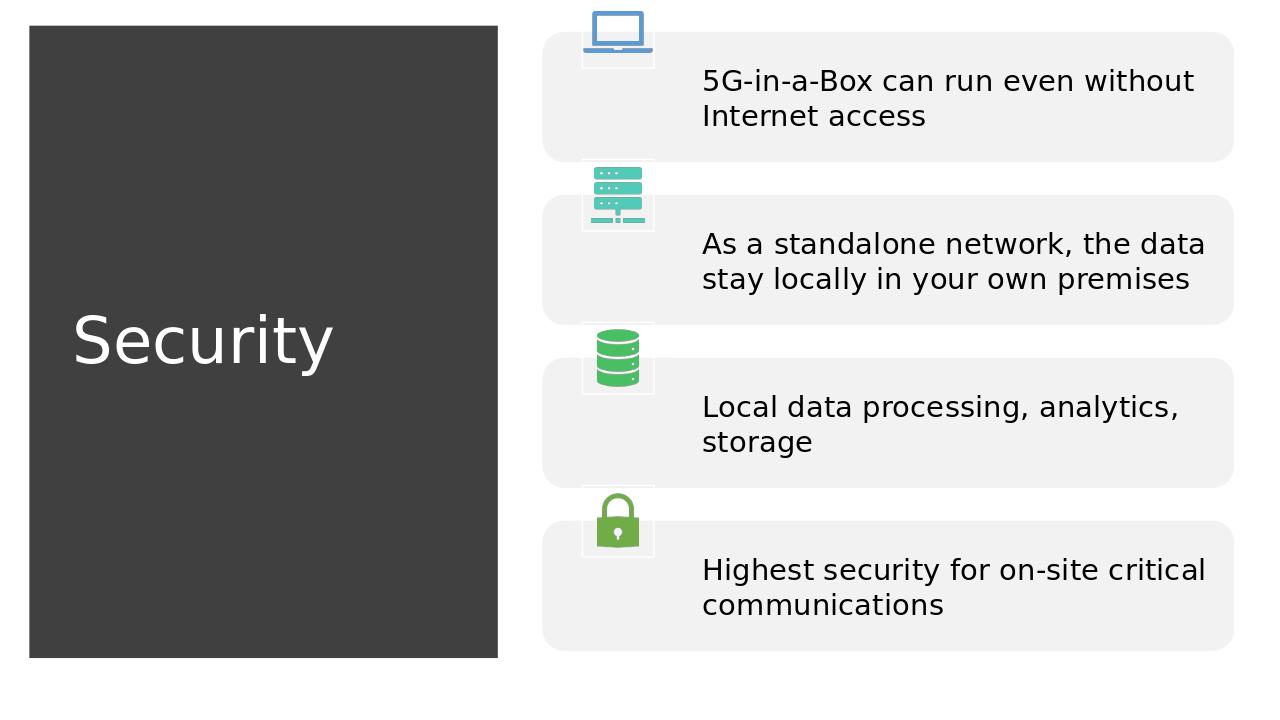 Security
5G-in-a-Box can run even without
Internet access
As a standalone network, the data
stay locally in your own premises
Local data processing, analytics,
storage
Highest security for on-site critical
communications